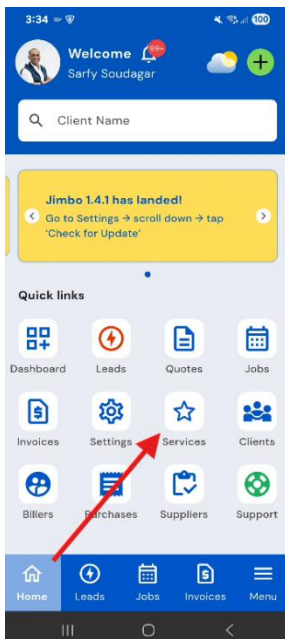 3:34
100
Welcome
99+
Sarfy Soudagar
Client Name
Jimbo 1.4.1 has landed!
Go to Settings → scroll down → tap
‘Check for Update’
Quick links
Dashboard Leads Quotes Jobs
Invoices Settings Services Clients
Billers Purchases Suppliers Support
Home Leads Jobs Invoices Menu